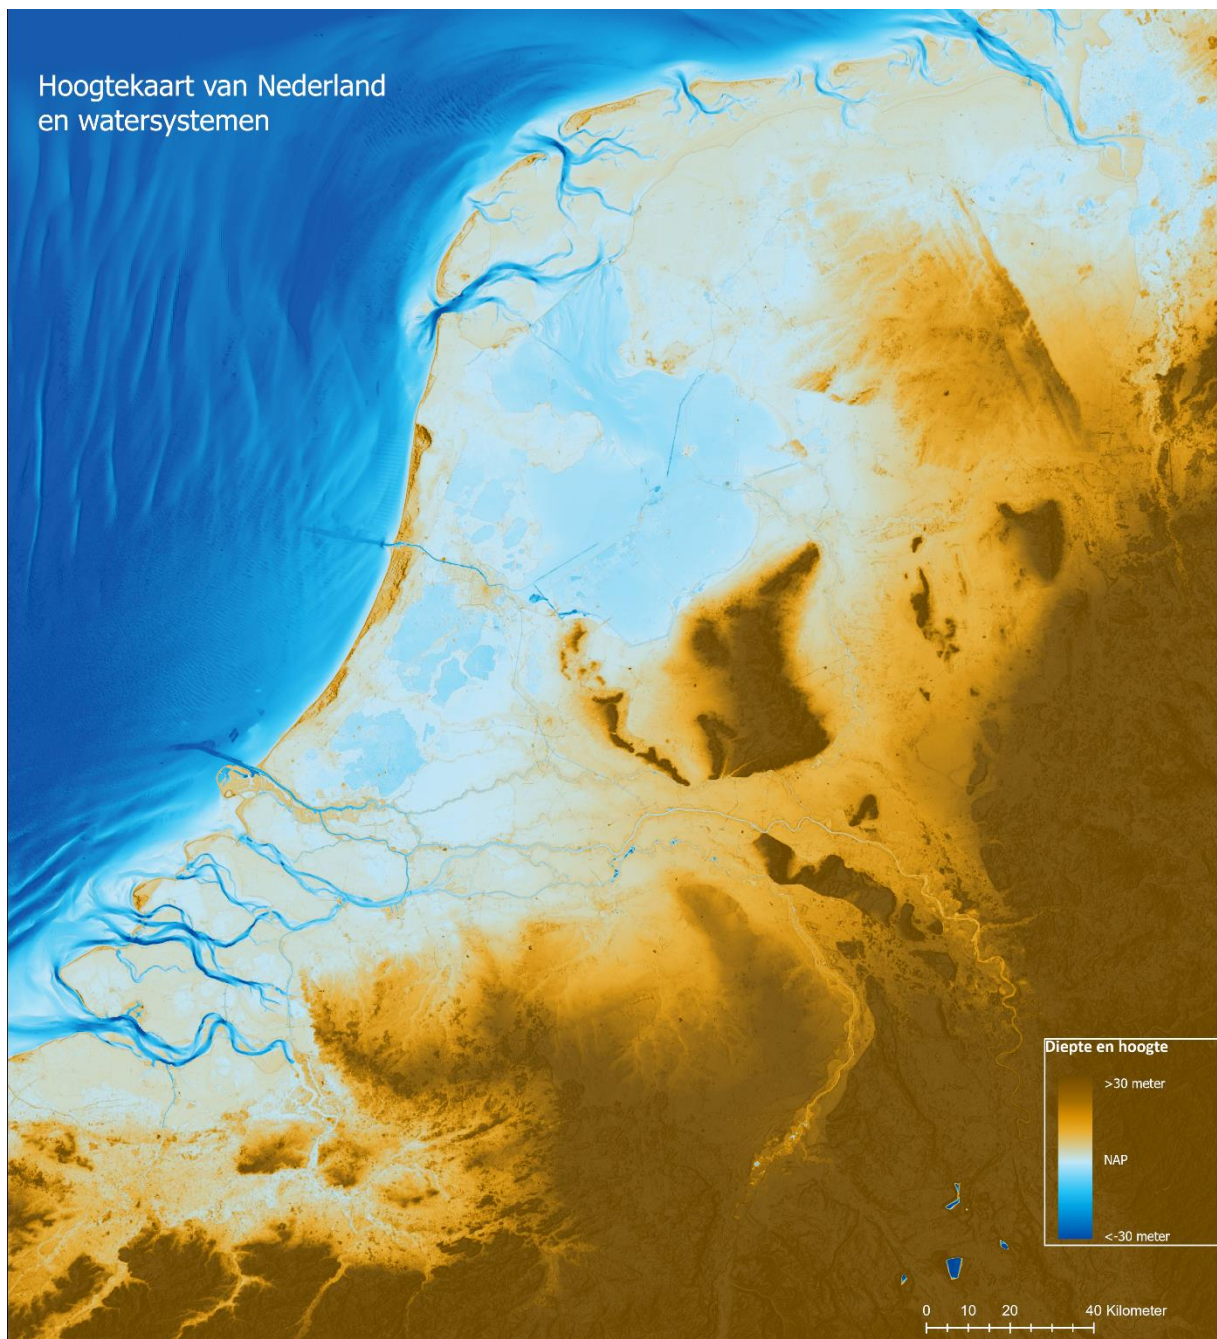 Hoogtekaart van Nederland
en watersystemen
Diepte en hoogte
>30 meter
NAP
<-30 meter
0 10 20 40 Kilometer